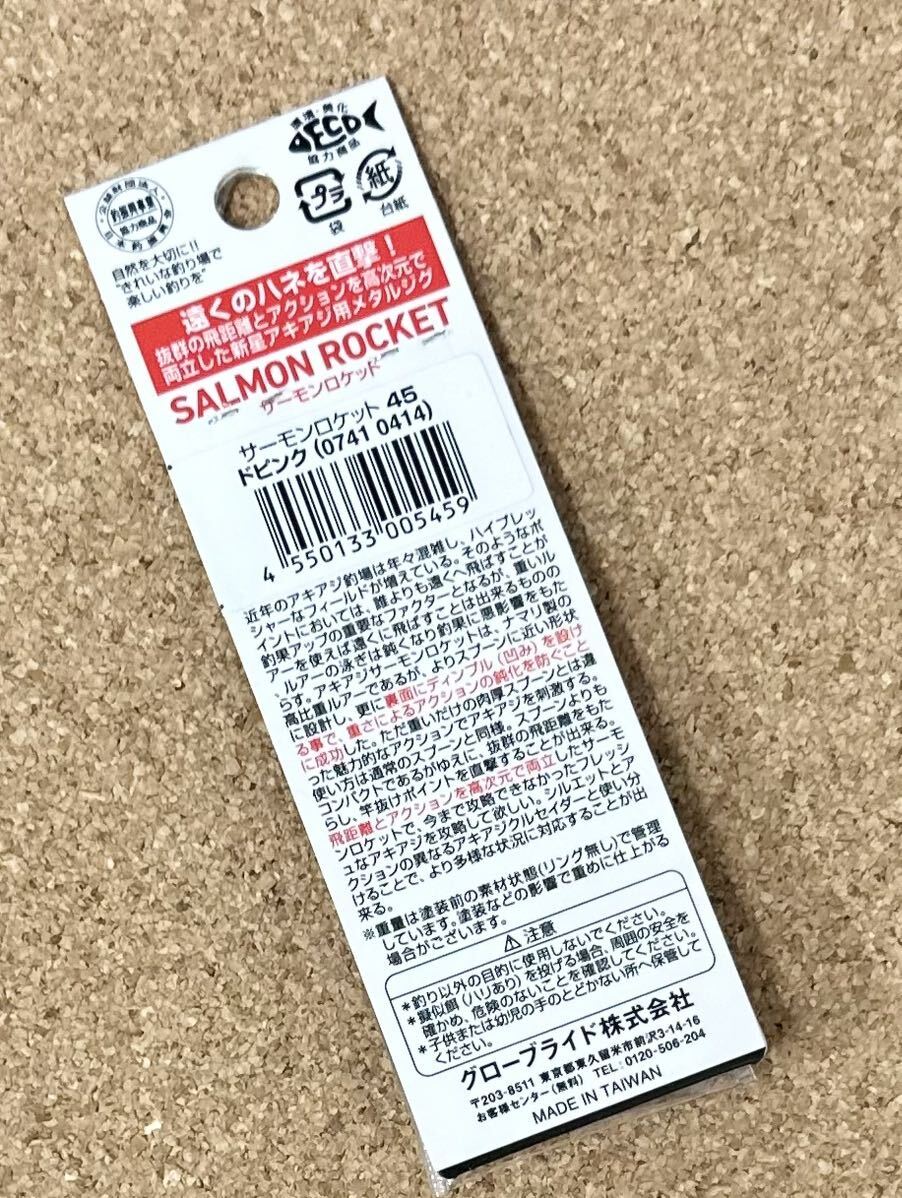 環境・美化
ECO
協力商品
公益財団法人
釣振興事業
協力商品
日本釣振興会
プラ
袋
紙
台紙
自然を大切に!!
"きれいな釣り場で
楽しい釣りを"
遠くのハネを直撃！
抜群の飛距離とアクションを高次元で
両立した新星アキアジ用メタルジグ
SALMON ROCKET
サーモンロケット
サーモンロケット 45
ドピンク (0741 0414)
4 550133 005459
近年のアキアジ釣場は年々混雑し、ハイプレッ
シャーなフィールドが増えている。そのようなポ
イントにおいては、誰よりも遠くへ飛ばすことが
釣果アップの重要なファクターとなるが、重いル
アーを使えば遠くに飛ばすことは出来るものの
ルアーの泳ぎは鈍くなり釣果に悪影響をもた
らす。アキアジサーモンロケットは、ナマリ製の
高比重ルアーであるが、よりスプーンに近い形状
に設計し、更に裏面にディンプル(凹み)を設け
る事で、重さによるアクションの鈍化を防ぐこと
に成功した。ただ重いだけの肉厚スプーンとは違
った魅力的なアクションでアキアジを刺激する。
使い方は通常のスプーンと同様。スプーンよりも
コンパクトであるがゆえに、抜群の飛距離をもた
らし、竿抜けポイントを直撃することが出来る。
飛距離とアクションを高次元で両立したサーモ
ンロケットで、今まで攻略できなかったフレッシ
ュなアキアジを攻略して欲しい。シルエットとア
クションの異なるアキアジクルセイダーと使い分
けることで、より多様な状況に対応することが出
来る。
※重量は塗装前の素材状態(リング無し)で管理
しています。塗装などの影響で重めに仕上がる
場合がございます。
⚠ 注意
＊釣り以外の目的に使用しないでください。
＊擬似餌(ハリあり)を投げる場合、周囲の安全を
確かめ、危険のないことを確認してください。
＊子供または幼児の手のとどかない所へ保管して
ください。
グローブライド株式会社
〒203-8511 東京都東久留米市前沢3-14-16
お客様センター(無料) TEL:0120-506-204
MADE IN TAIWAN